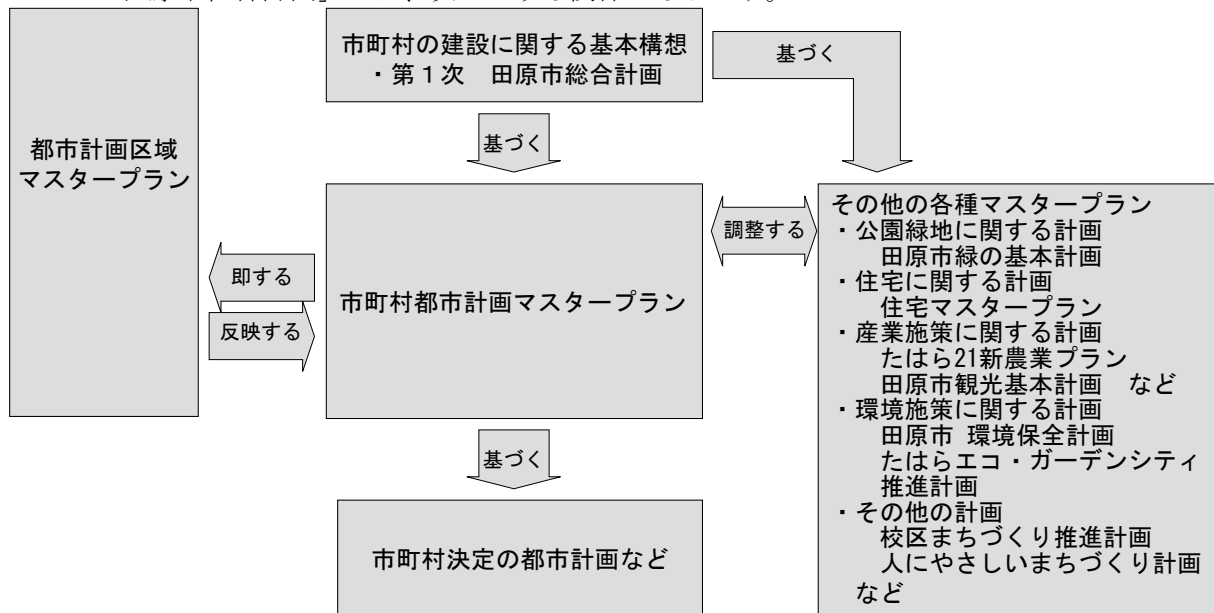 市町村の建設に関する基本構想
・第１次　田原市総合計画
基づく
基づく
都市計画区域
マスタープラン
即する
反映する
市町村都市計画マスタープラン
調整する
その他の各種マスタープラン
・公園緑地に関する計画
田原市緑の基本計画
・住宅に関する計画
住宅マスタープラン
・産業施策に関する計画
たはら21新農業プラン
田原市観光基本計画　など
・環境施策に関する計画
田原市 環境保全計画
たはらエコ・ガーデンシティ
推進計画
・その他の計画
校区まちづくり推進計画
人にやさしいまちづくり計画
など
基づく
市町村決定の都市計画など